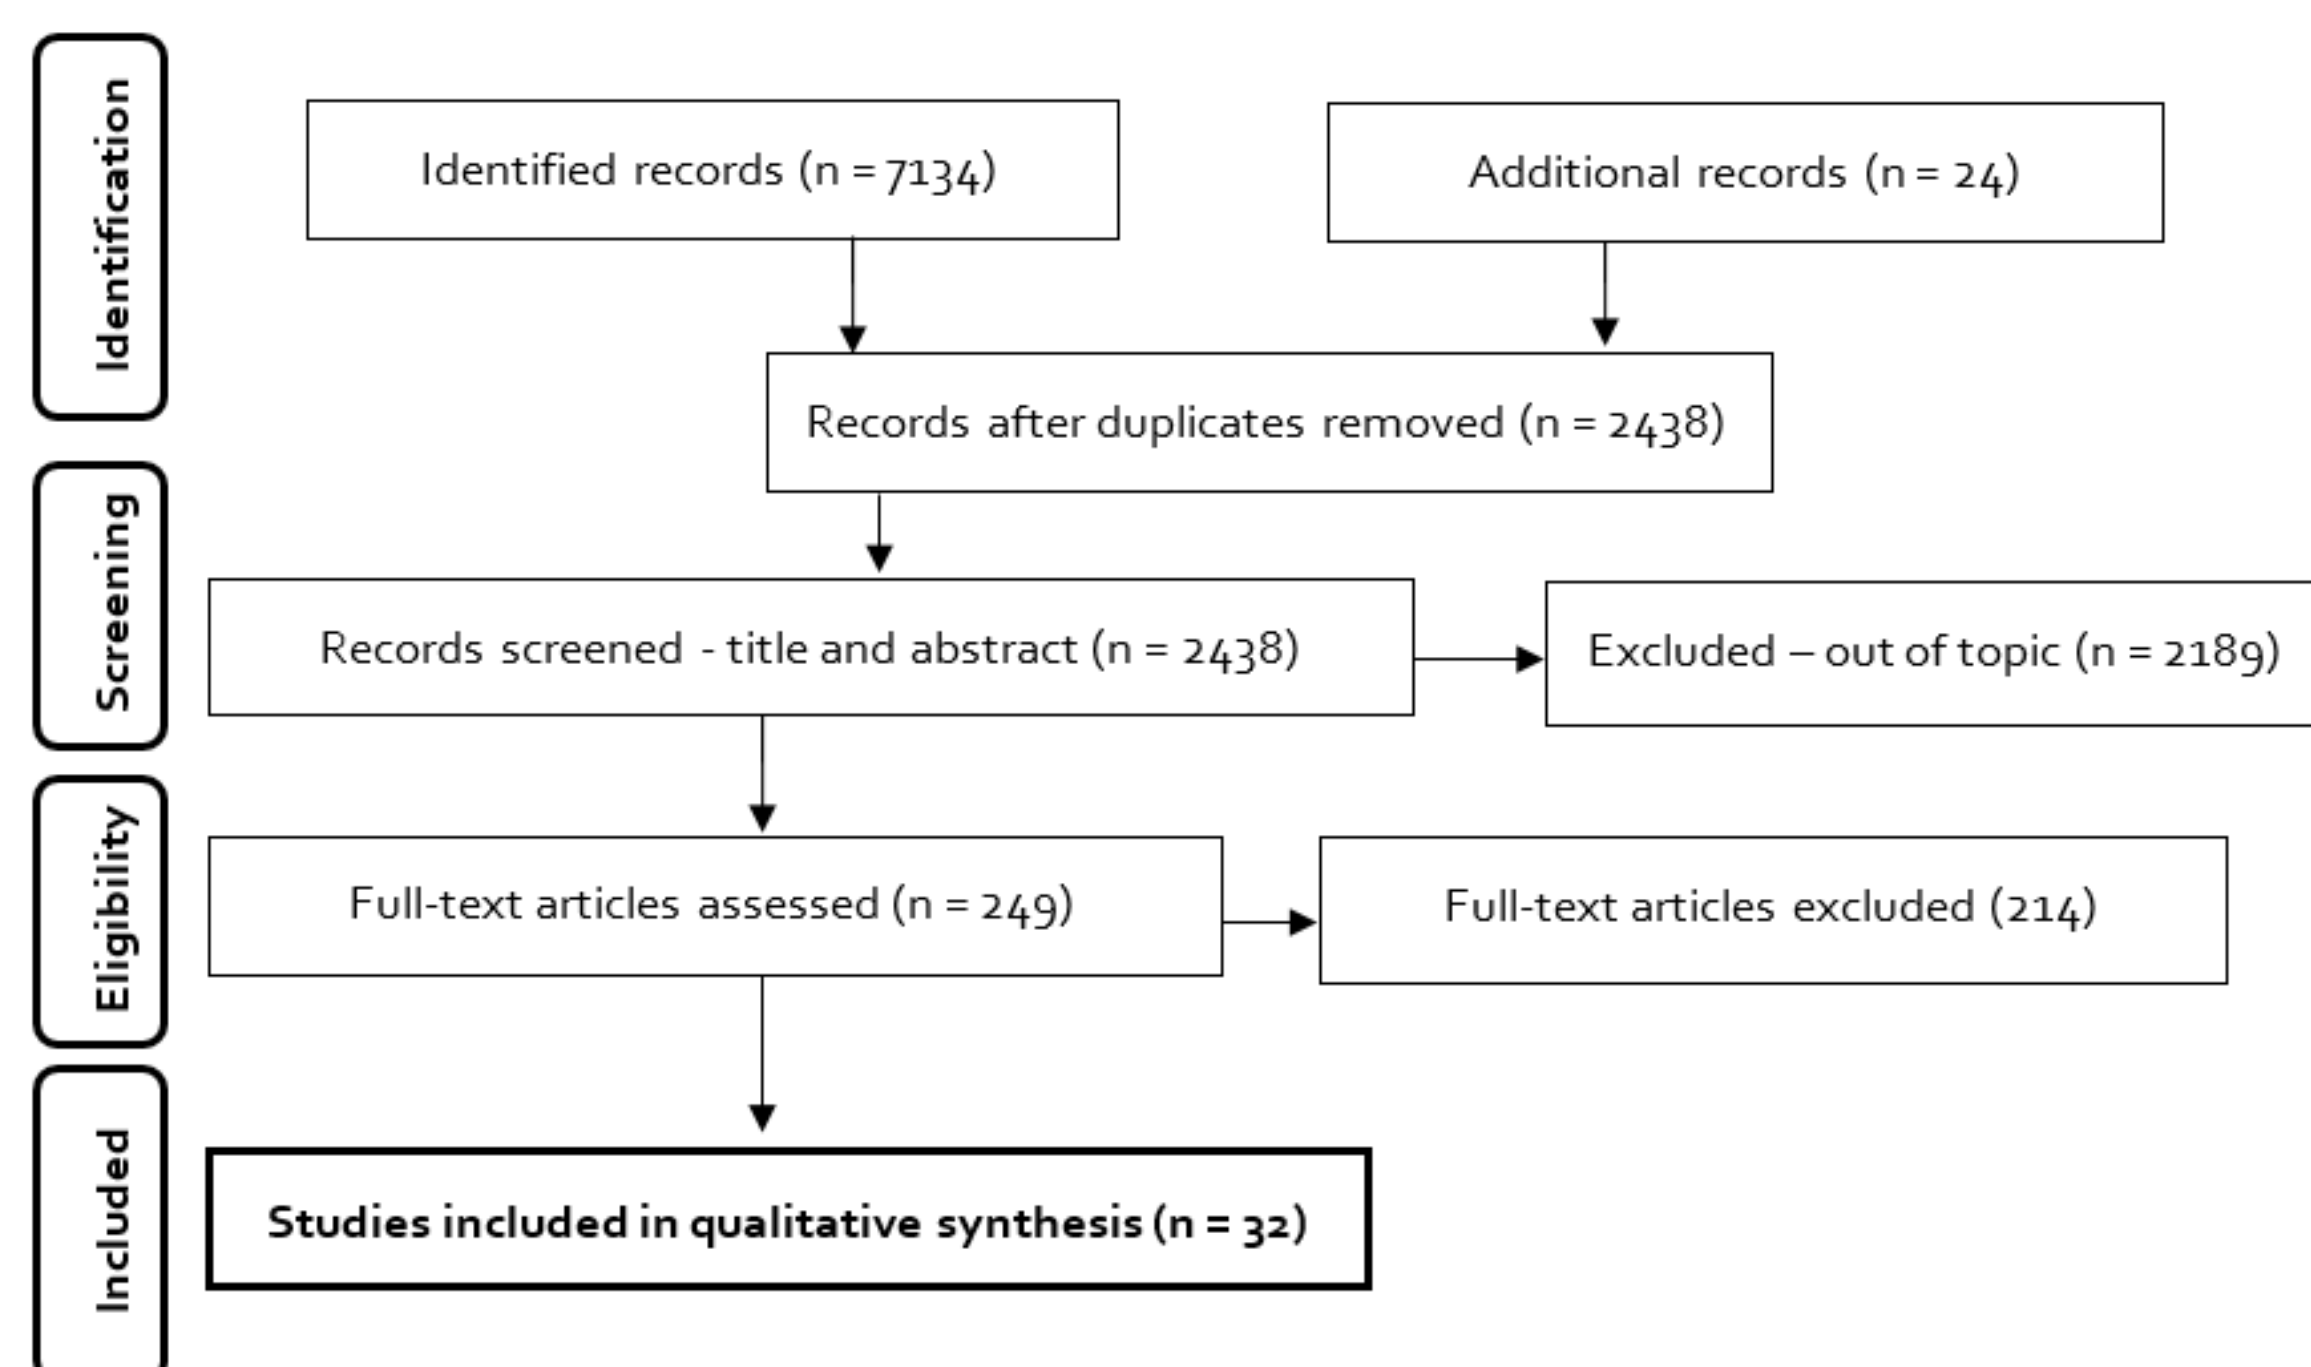 Identification
Identified records (n = 7134)
Additional records (n = 24)
Records after duplicates removed (n = 2438)
Screening
Records screened - title and abstract (n = 2438)
Excluded – out of topic (n = 2189)
Eligibility
Full-text articles assessed (n = 249)
Full-text articles excluded (214)
Included
Studies included in qualitative synthesis (n = 32)